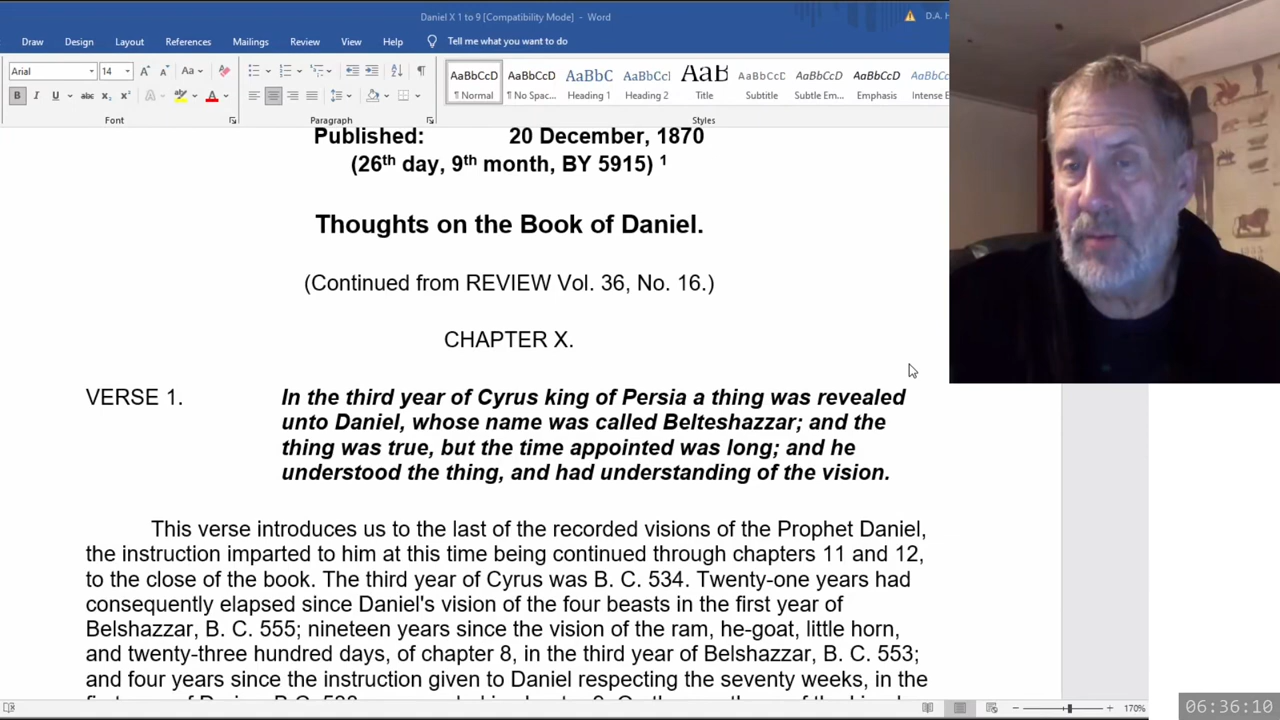 Daniel X 1 to 9 [Compatibility Mode] - Word
D.A. H
Draw Design Layout References Mailings Review View Help Tell me what you want to do
Arial 14 Aa
AaBbCcD AaBbCcD AaBbC AaBbCcI AaB AaBbCcD AaBbCcD AaBbCcD AaBbCcL
B I U abc x₂ x² A A
¶ Normal ¶ No Spac... Heading 1 Heading 2 Title Subtitle Subtle Em... Emphasis Intense E
Font Paragraph Styles
Published: 20 December, 1870
(26th day, 9th month, BY 5915) 1
Thoughts on the Book of Daniel.
(Continued from REVIEW Vol. 36, No. 16.)
CHAPTER X.
VERSE 1. In the third year of Cyrus king of Persia a thing was revealed
unto Daniel, whose name was called Belteshazzar; and the
thing was true, but the time appointed was long; and he
understood the thing, and had understanding of the vision.
This verse introduces us to the last of the recorded visions of the Prophet Daniel,
the instruction imparted to him at this time being continued through chapters 11 and 12,
to the close of the book. The third year of Cyrus was B. C. 534. Twenty-one years had
consequently elapsed since Daniel's vision of the four beasts in the first year of
Belshazzar, B. C. 555; nineteen years since the vision of the ram, he-goat, little horn,
and twenty-three hundred days, of chapter 8, in the third year of Belshazzar, B. C. 553;
and four years since the instruction given to Daniel respecting the seventy weeks, in the
170%
06:36:10